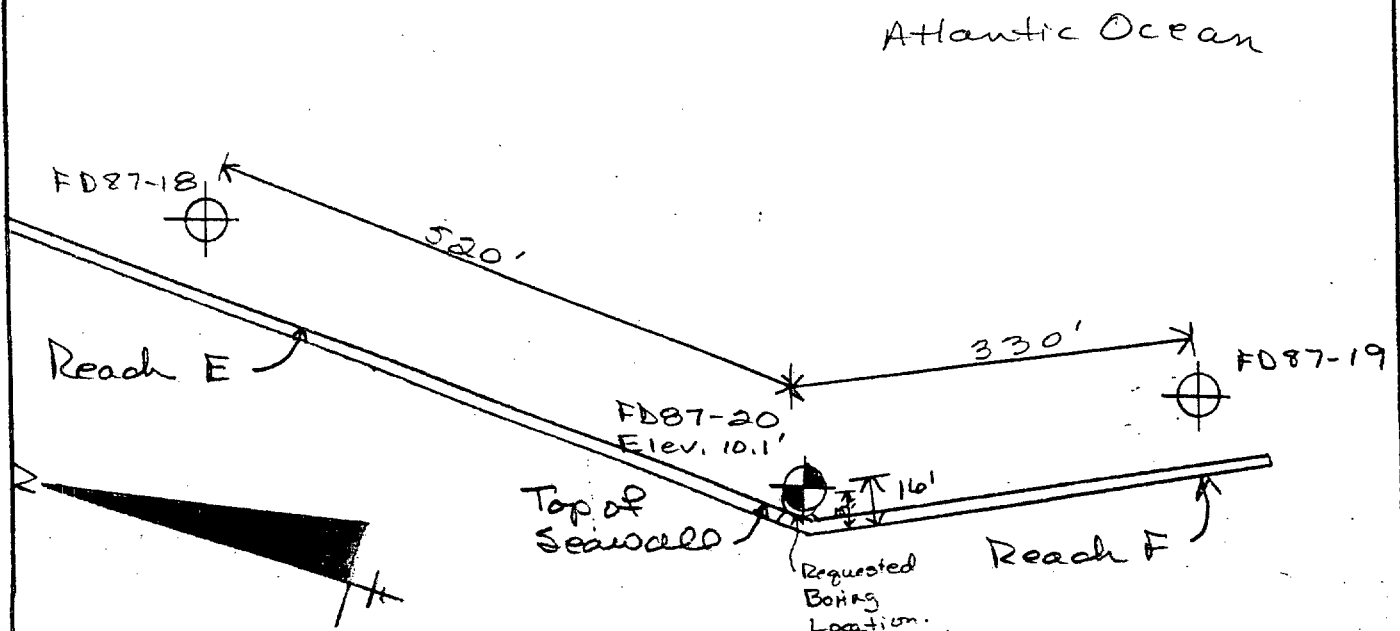 Atlantic Ocean
FD87-18
520'
330'
FD87-19
Reach E
FD87-20
Elev. 10.1'
16'
Top of
Seawall
Reach F
Requested
Boring
Location.